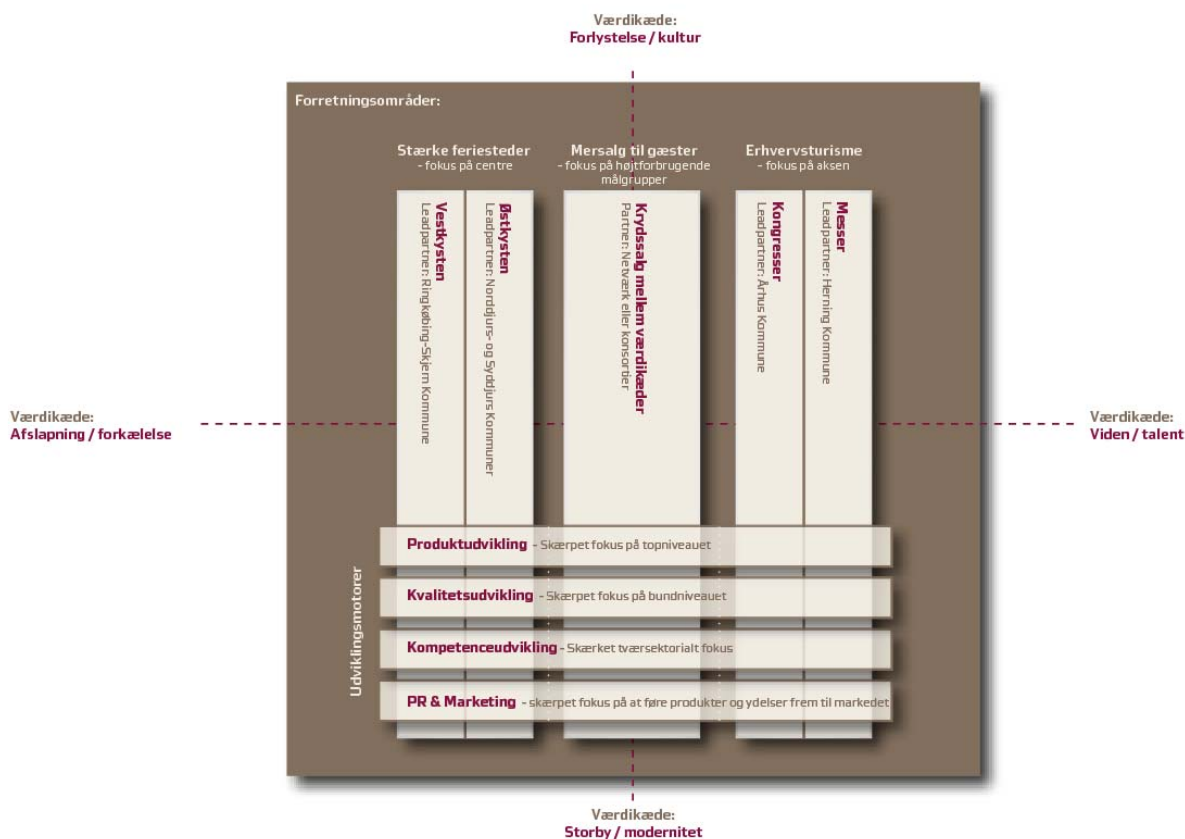 Værdikæde:
Forlystelse / kultur
Forretningsområder:
Stærke feriesteder
- fokus på centre
Mersalg til gæster
- fokus på højtforbrugende
målgrupper
Erhvervsturisme
- fokus på aksen
Vestkysten
Leadpartner: Ringkøbing-Skjern Kommune
Østkysten
Leadpartner: Norddjurs- og Syddjurs Kommuner
Krydssalg mellem værdikæder
Partner: Netværk eller konsortier
Kongresser
Leadpartner: Århus Kommune
Messer
Leadpartner: Herning Kommune
Værdikæde:
Afslapning / forkælelse
Værdikæde:
Viden / talent
Udviklingsmotorer
Produktudvikling - Skærpet fokus på topniveauet
Kvalitetsudvikling - Skærpet fokus på bundniveauet
Kompetenceudvikling - Skærket tværsektorialt fokus
PR & Marketing - skærpet fokus på at føre produkter og ydelser frem til markedet
Værdikæde:
Storby / modernitet